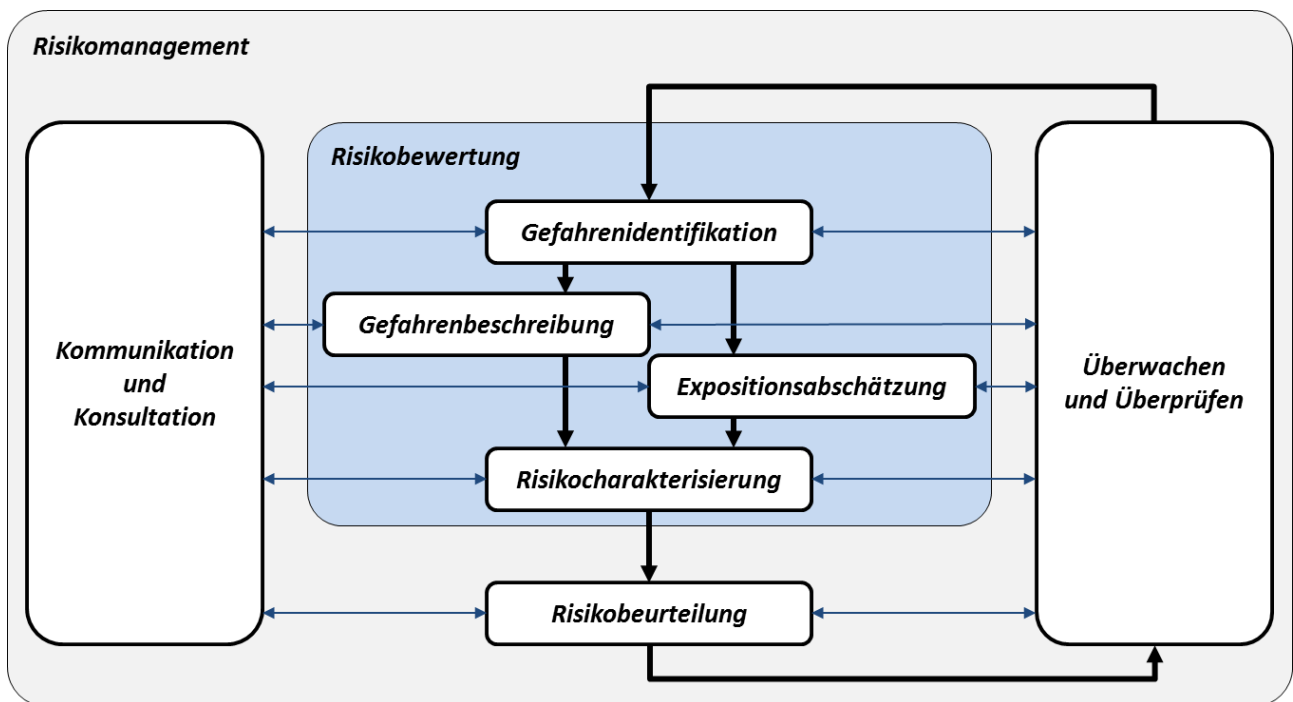 Risikomanagement
Risikobewertung
Gefahrenidentifikation
Gefahrenbeschreibung
Kommunikation
und
Konsultation
Expositionsabschätzung
Überwachen
und Überprüfen
Risikocharakterisierung
Risikobeurteilung